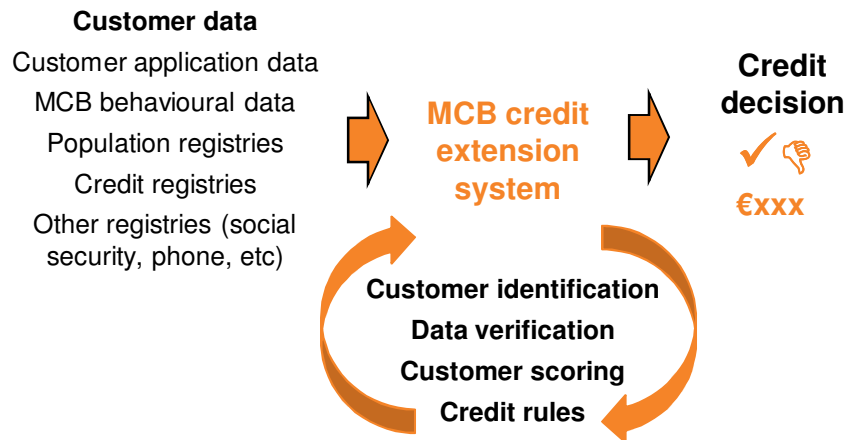 Customer data
Customer application data
MCB behavioural data
Population registries
Credit registries
Other registries (social
security, phone, etc)
MCB credit
extension
system
Credit
decision
€xxx
Customer identification
Data verification
Customer scoring
Credit rules